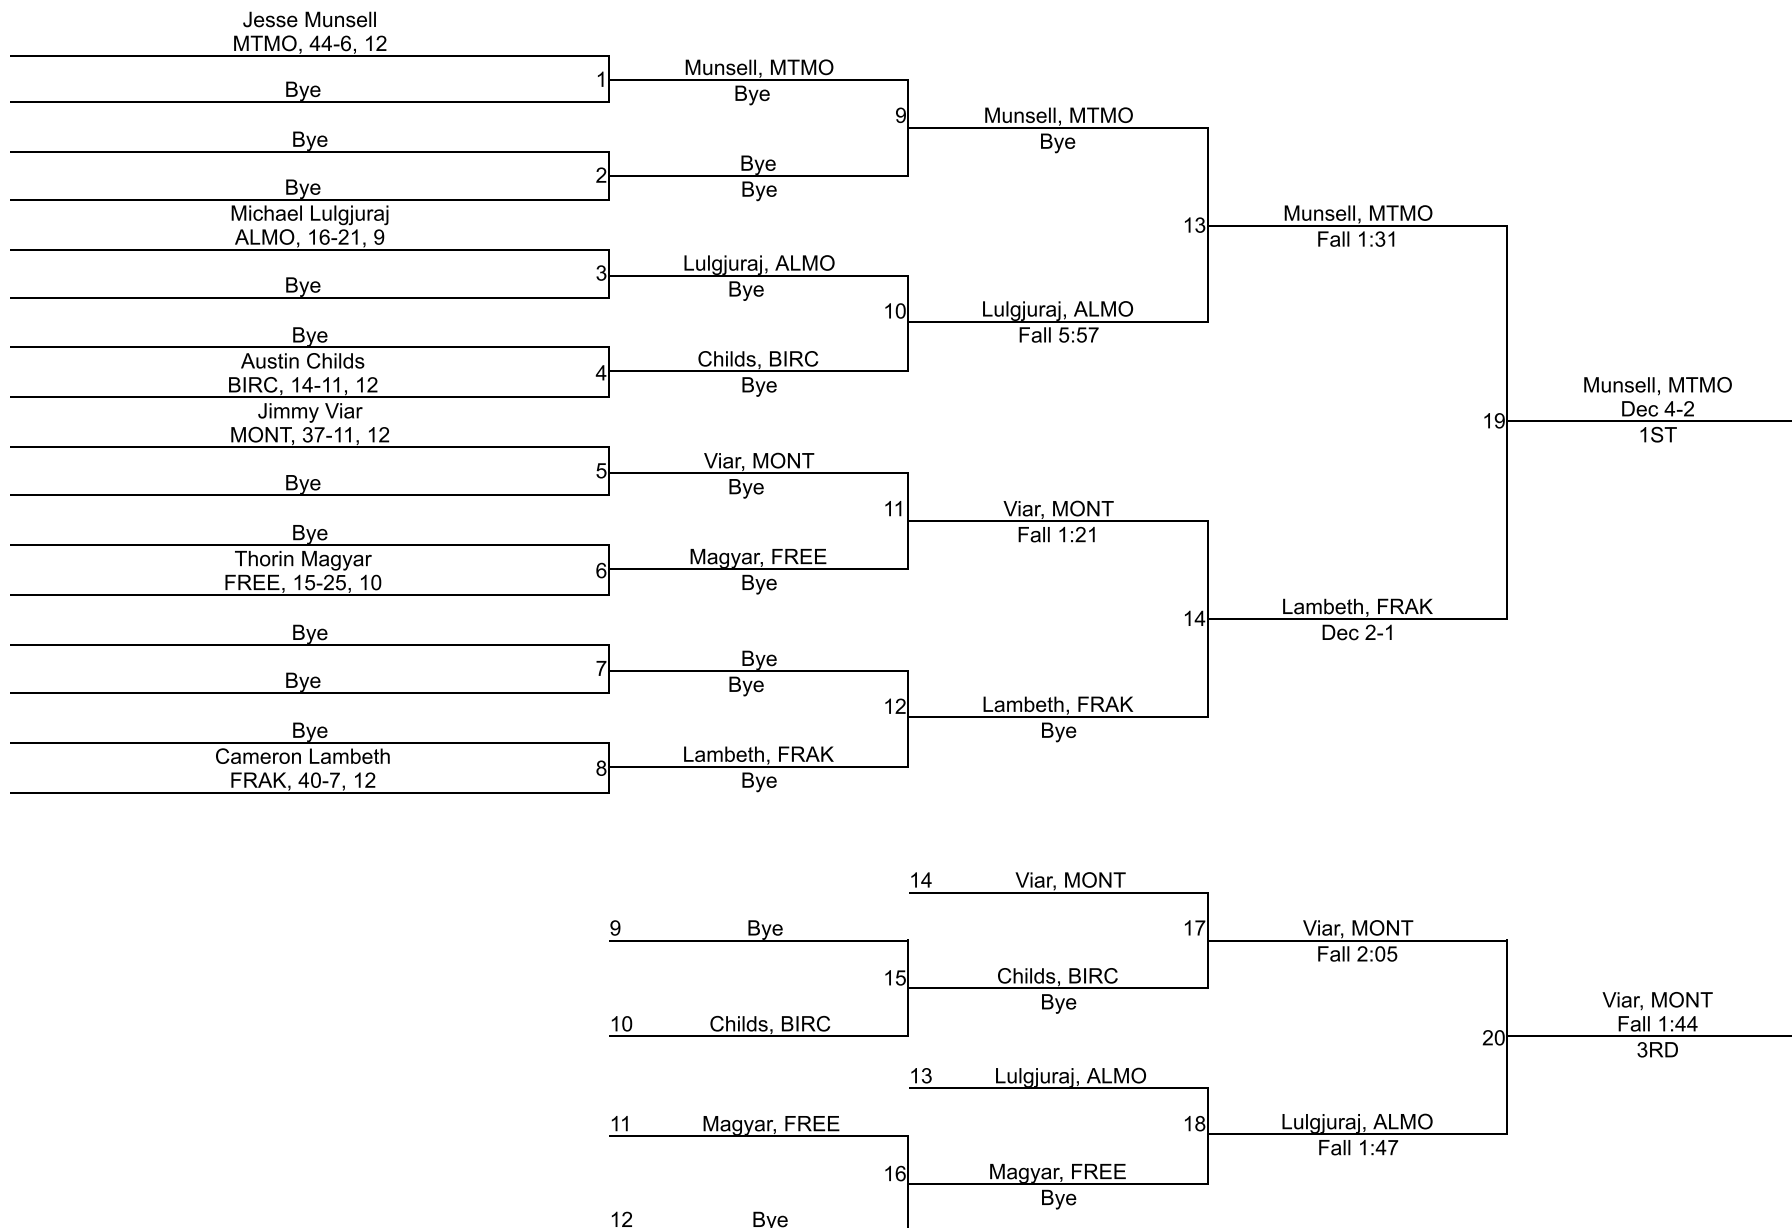 Jesse Munsell
MTMO, 44-6, 12
Bye
1
Bye
2
Bye
Michael Lulgjuraj
ALMO, 16-21, 9
3
Bye
Bye
Austin Childs
4
BIRC, 14-11, 12
Jimmy Viar
MONT, 37-11, 12
5
Bye
Bye
Thorin Magyar
6
FREE, 15-25, 10
Bye
7
Bye
Bye
Cameron Lambeth
8
FRAK, 40-7, 12
Munsell, MTMO
Bye
9
Bye
Bye
Lulgjuraj, ALMO
Bye
10
Childs, BIRC
Bye
Viar, MONT
Bye
11
Magyar, FREE
Bye
Bye
Bye
12
Lambeth, FRAK
Bye
Munsell, MTMO
Bye
13
Lulgjuraj, ALMO
Fall 5:57
Viar, MONT
Fall 1:21
14
Lambeth, FRAK
Bye
Munsell, MTMO
Fall 1:31
19
Lambeth, FRAK
Dec 2-1
Munsell, MTMO
Dec 4-2
1ST
14 Viar, MONT
9 Bye
17
15
Childs, BIRC
Bye
10 Childs, BIRC
13 Lulgjuraj, ALMO
11 Magyar, FREE
18
16
Magyar, FREE
Bye
12 Bye
Viar, MONT
Fall 2:05
20
Lulgjuraj, ALMO
Fall 1:47
Viar, MONT
Fall 1:44
3RD